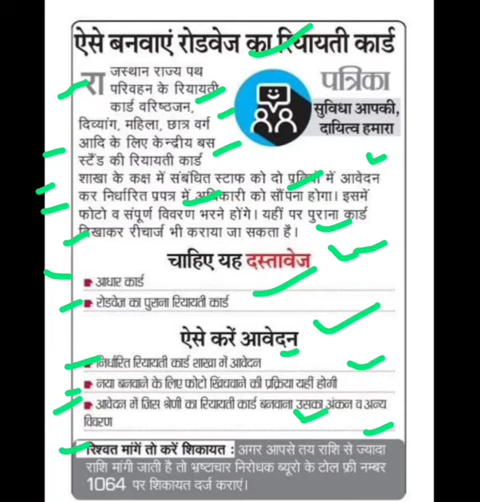 ऐसे बनवाएं रोडवेज का रियायती कार्ड
राजस्थान राज्य पथ
परिवहन के रियायती
कार्ड वरिष्ठजन,
दिव्यांग, महिला, छात्र वर्ग
आदि के लिए केन्द्रीय बस
स्टैंड की रियायती कार्ड
पत्रिका
सुविधा आपकी,
दायित्व हमारा
शाखा के कक्ष में संबंधित स्टाफ को दो प्रतियों में आवेदन
कर निर्धारित प्रपत्र में अधिकारी को सौंपना होगा। इसमें
फोटो व संपूर्ण विवरण भरने होंगे। यहीं पर पुराना कार्ड
दिखाकर रीचार्ज भी कराया जा सकता है।
चाहिए यह दस्तावेज
आधार कार्ड
रोडवेज का पुराना रियायती कार्ड
ऐसे करें आवेदन
निर्धारित रियायती कार्ड शाखा में आवेदन
नया बनवाने के लिए फोटो खिंचवाने की प्रक्रिया यहीं होगी
आवेदन में जिस श्रेणी का रियायती कार्ड बनवाना उसका अंकन व अन्य
विवरण
रिश्वत मांगें तो करें शिकायत : अगर आपसे तय राशि से ज्यादा
राशि मांगी जाती है तो भ्रष्टाचार निरोधक ब्यूरो के टोल फ्री नम्बर
1064 पर शिकायत दर्ज कराएं।